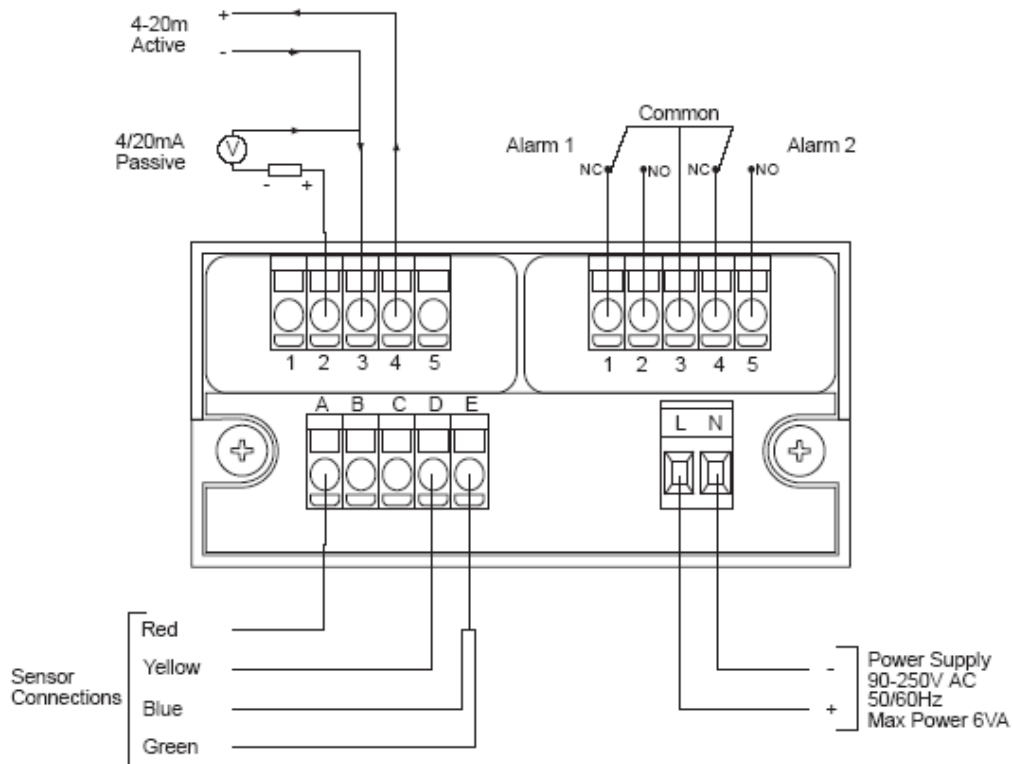 4-20m
Active
+
-
4/20mA
Passive
V
- +
Common
Alarm 1
Alarm 2
NC NO NC NO
1 2 3 4 5
1 2 3 4 5
A B C D E
L N
Sensor
Connections
Red
Yellow
Blue
Green
-
+
Power Supply
90-250V AC
50/60Hz
Max Power 6VA